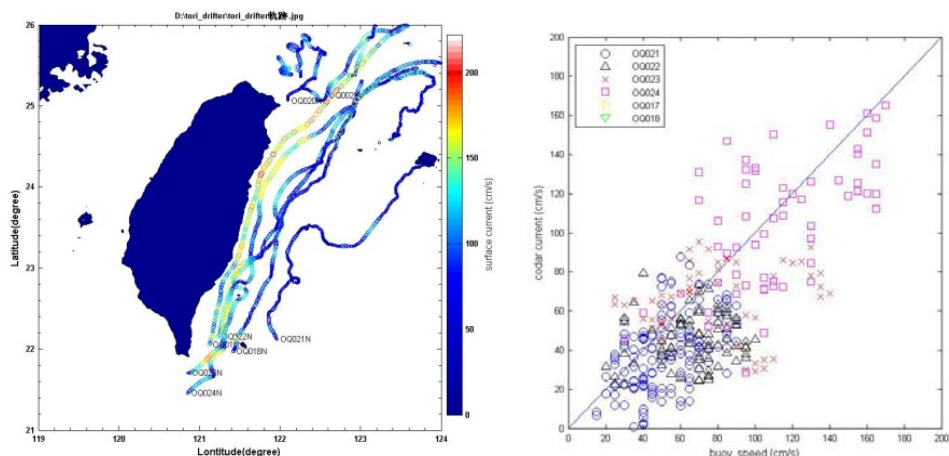 D:\tori_drifter\tori_drifter軌跡.jpg
26
25
24
23
22
21
119
120
121
122
123
124
Latitude(degree)
Lontitude(degree)
OQ020N
OQ022N
OQ018N
OQ021N
OQ024N
200
150
100
50
0
surface current (cm/s)
200
180
160
140
120
100
80
60
40
20
0
0
20
40
60
80
100
120
140
160
180
200
codar current (cm/s)
buoy_speed (cm/s)
OQ021
OQ022
OQ023
OQ024
OQ017
OQ018